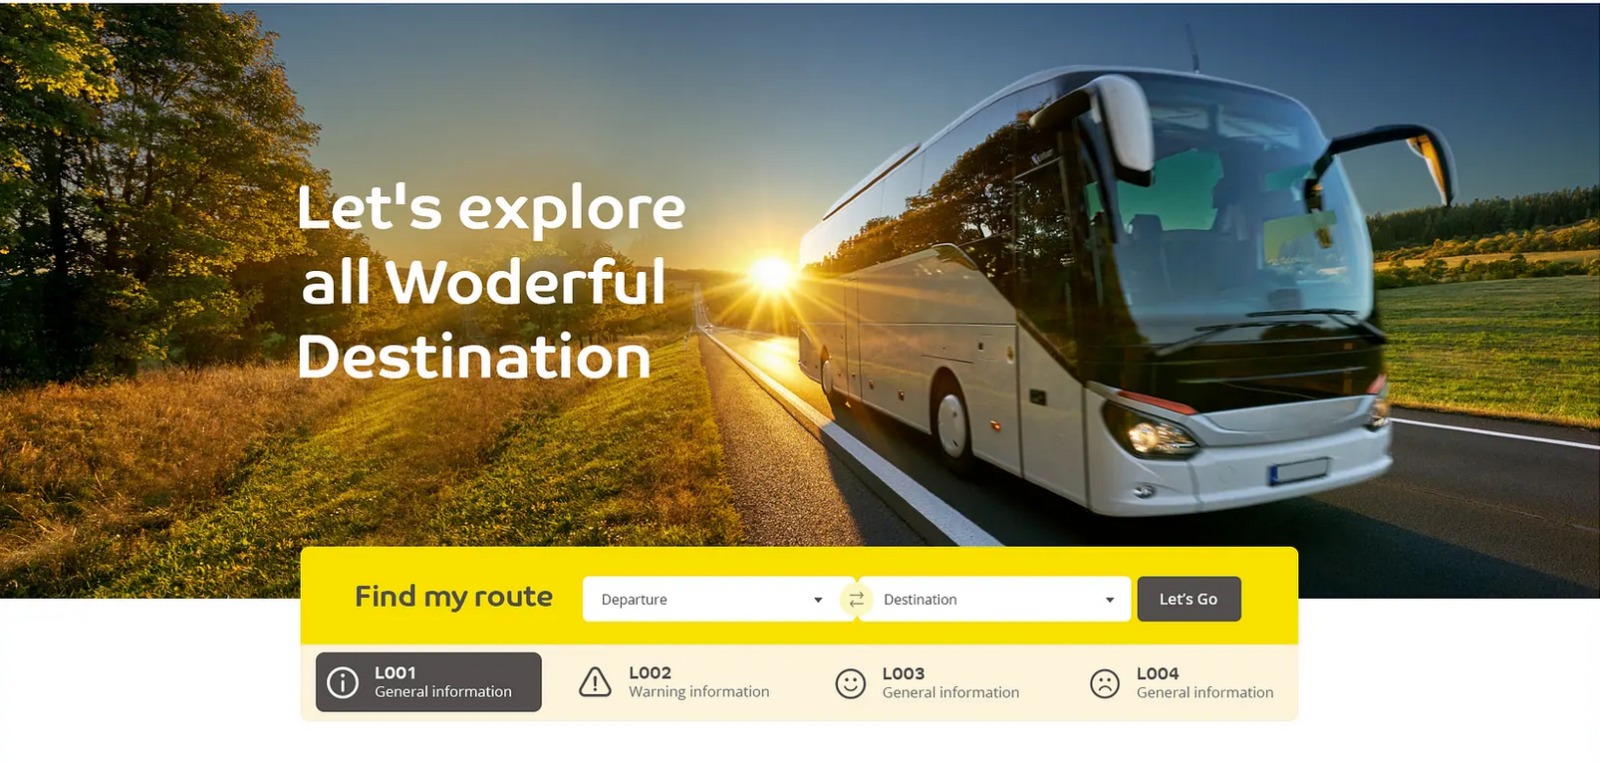 Let's explore
all Woderful
Destination
Find my route
Departure
Destination
Let's Go
L001
General information
L002
Warning information
L003
General information
L004
General information